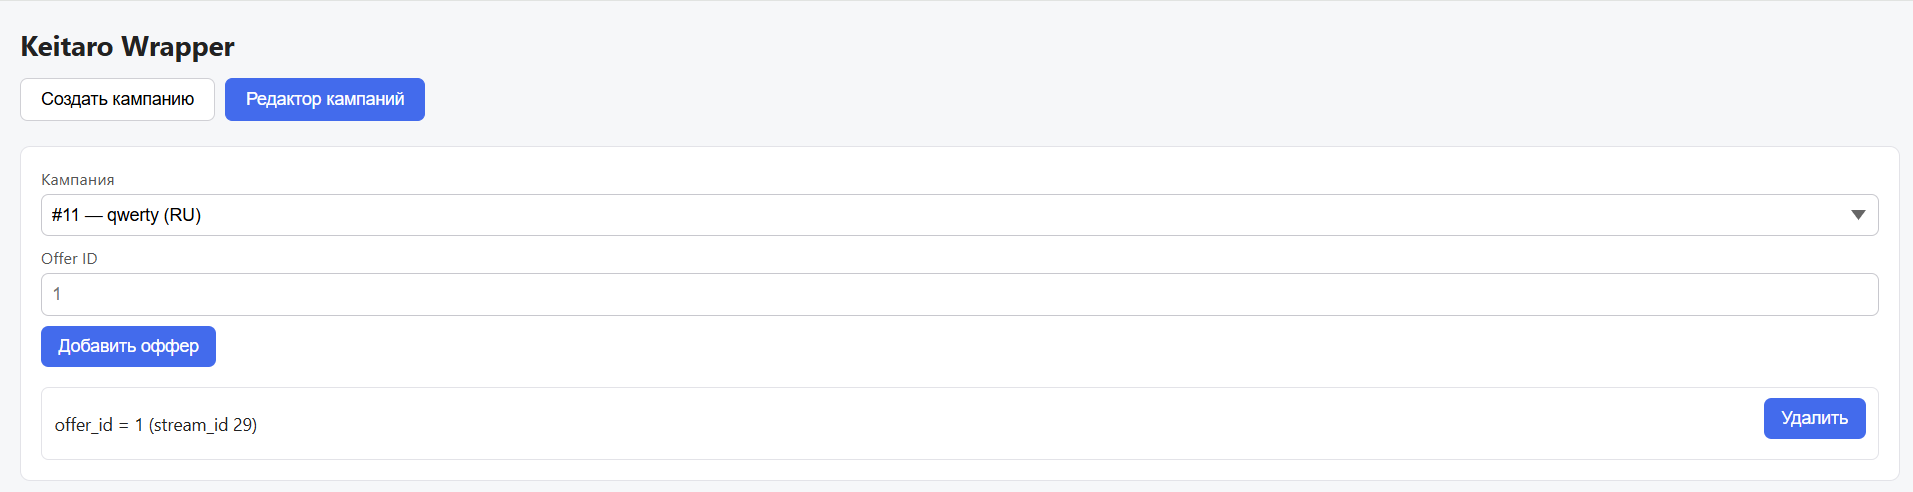 Keitaro Wrapper
Создать кампанию Редактор кампаний
Кампания
#11 — qwerty (RU)
Offer ID
1
Добавить оффер
offer_id = 1 (stream_id 29) Удалить